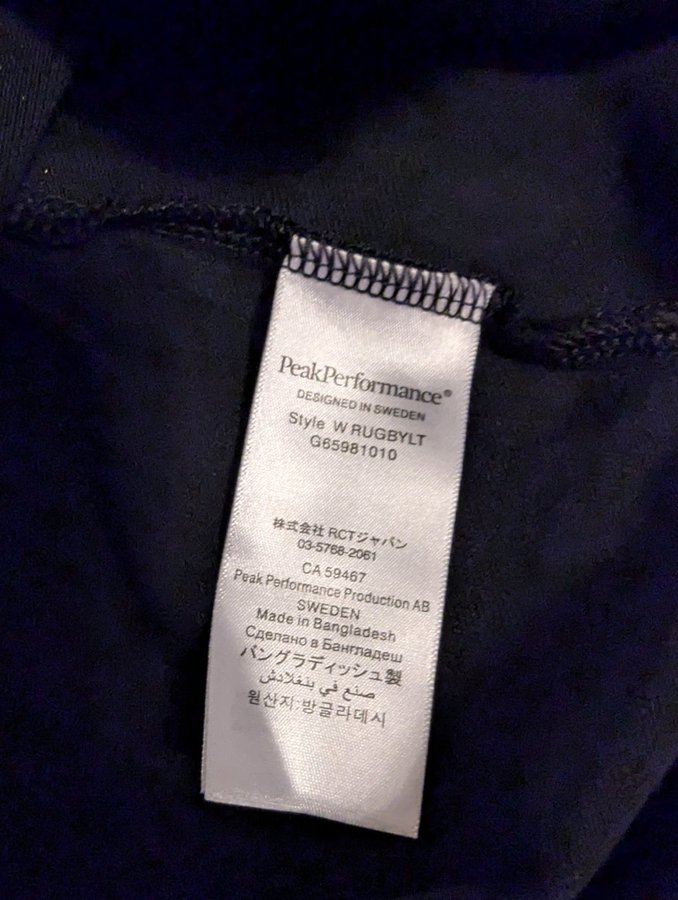 PeakPerformance®
DESIGNED IN SWEDEN
Style W RUGBYLT
G65981010
株式会社 RCTジャパン
03-5768-2061
CA 59467
Peak Performance Production AB
SWEDEN
Made in Bangladesh
Сделано в Бангладеш
バングラディッシュ製
صنع في بنغلادش
원산지:방글라데시